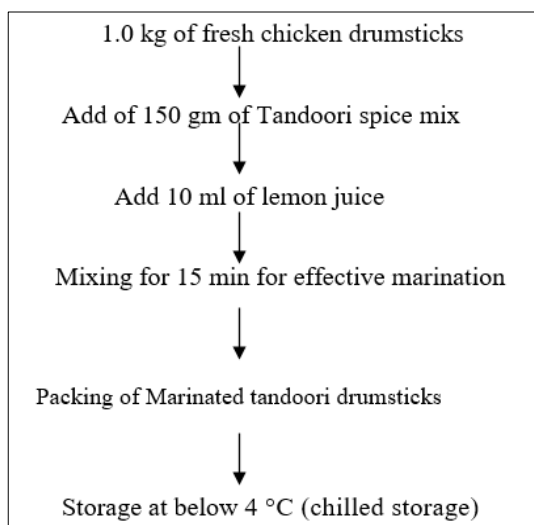 1.0 kg of fresh chicken drumsticks
Add of 150 gm of Tandoori spice mix
Add 10 ml of lemon juice
Mixing for 15 min for effective marination
Packing of Marinated tandoori drumsticks
Storage at below 4 °C (chilled storage)